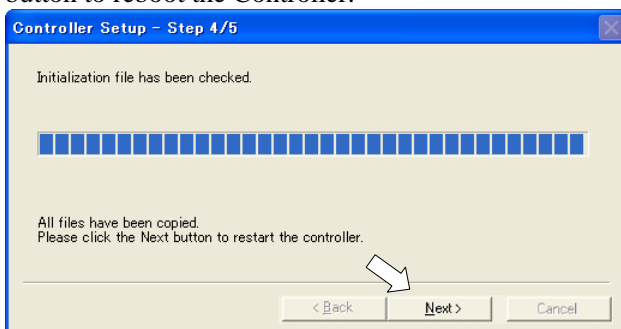 button to reboot the Controller.
Controller Setup - Step 4/5
Initialization file has been checked.
All files have been copied.
Please click the Next button to restart the controller.
< Back
Next >
Cancel